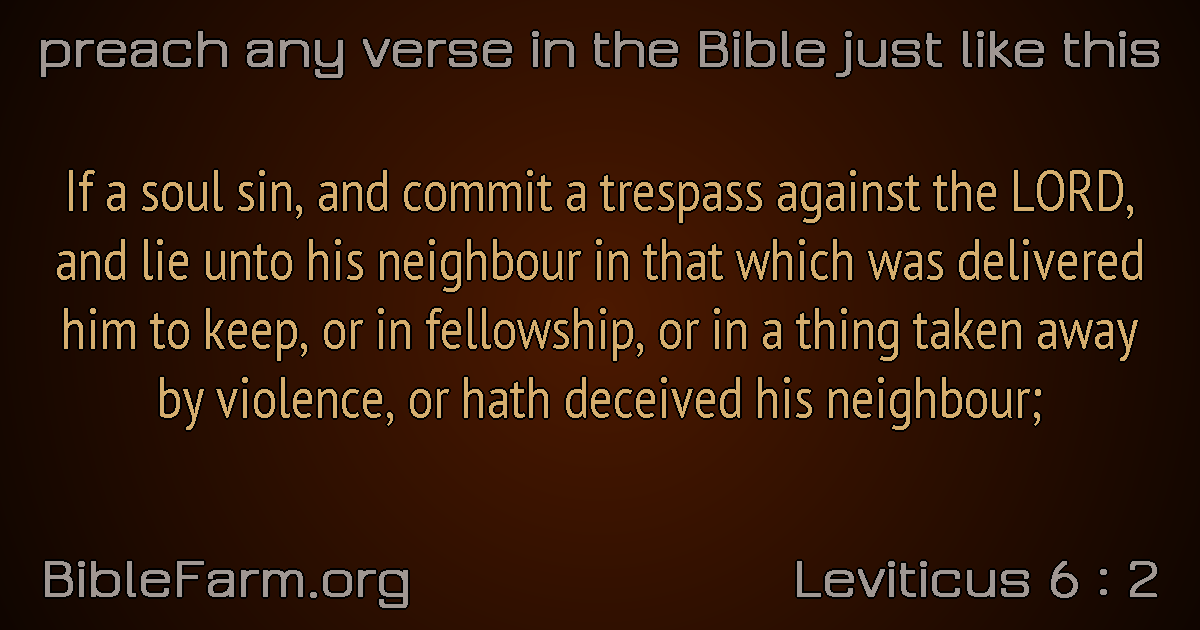 preach any verse in the Bible just like this
If a soul sin, and commit a trespass against the LORD,
and lie unto his neighbour in that which was delivered
him to keep, or in fellowship, or in a thing taken away
by violence, or hath deceived his neighbour;
BibleFarm.org
Leviticus 6 : 2